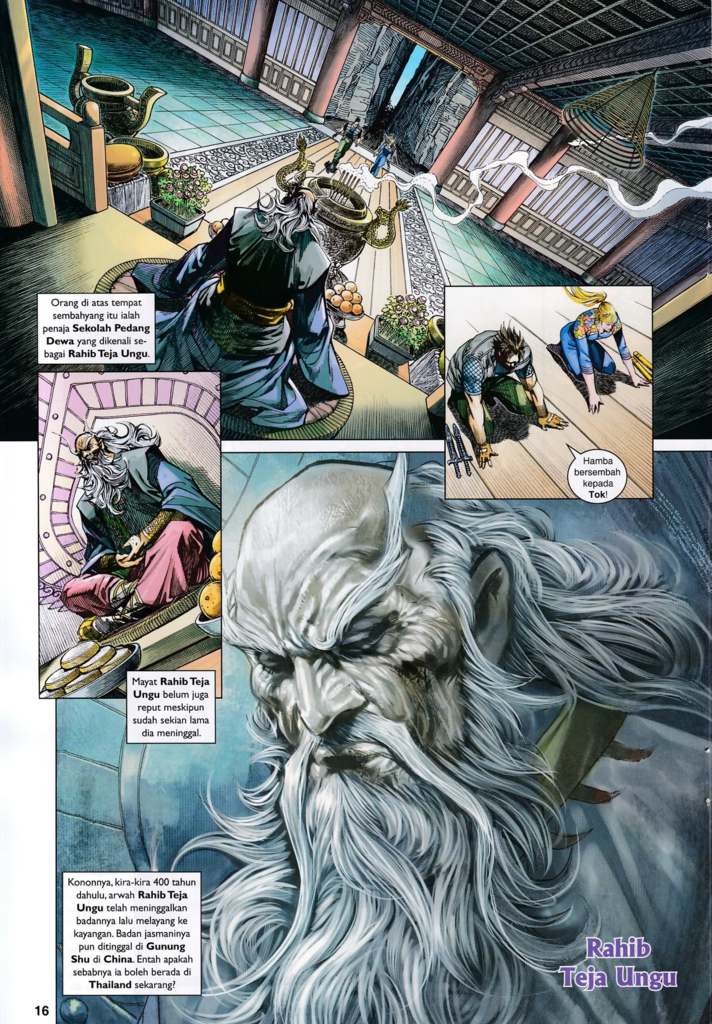 Orang di atas tempat
sembahyang itu ialah
penaja Sekolah Pedang
Dewa yang dikenali se-
bagai Rahib Teja Ungu.
Hamba
bersembah
kepada
Tok!
Mayat Rahib Teja
Ungu belum juga
reput meskipun
sudah sekian lama
dia meninggal.
Kononnya, kira-kira 400 tahun
dahulu, arwah Rahib Teja
Ungu telah meninggalkan
badannya lalu melayang ke
kayangan. Badan jasmaninya
pun ditinggal di Gunung
Shu di China. Entah apakah
sebabnya ia boleh berada di
Thailand sekarang?
Rahib
Teja Ungu
16